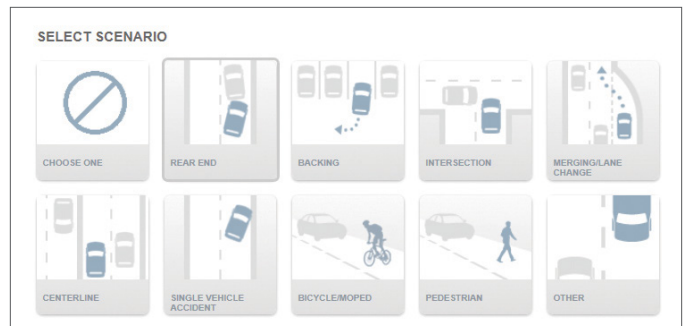 SELECT SCENARIO
CHOOSE ONE
REAR END
BACKING
INTERSECTION
MERGING/LANE
CHANGE
CENTERLINE
SINGLE VEHICLE
ACCIDENT
BICYCLE/MOPED
PEDESTRIAN
OTHER